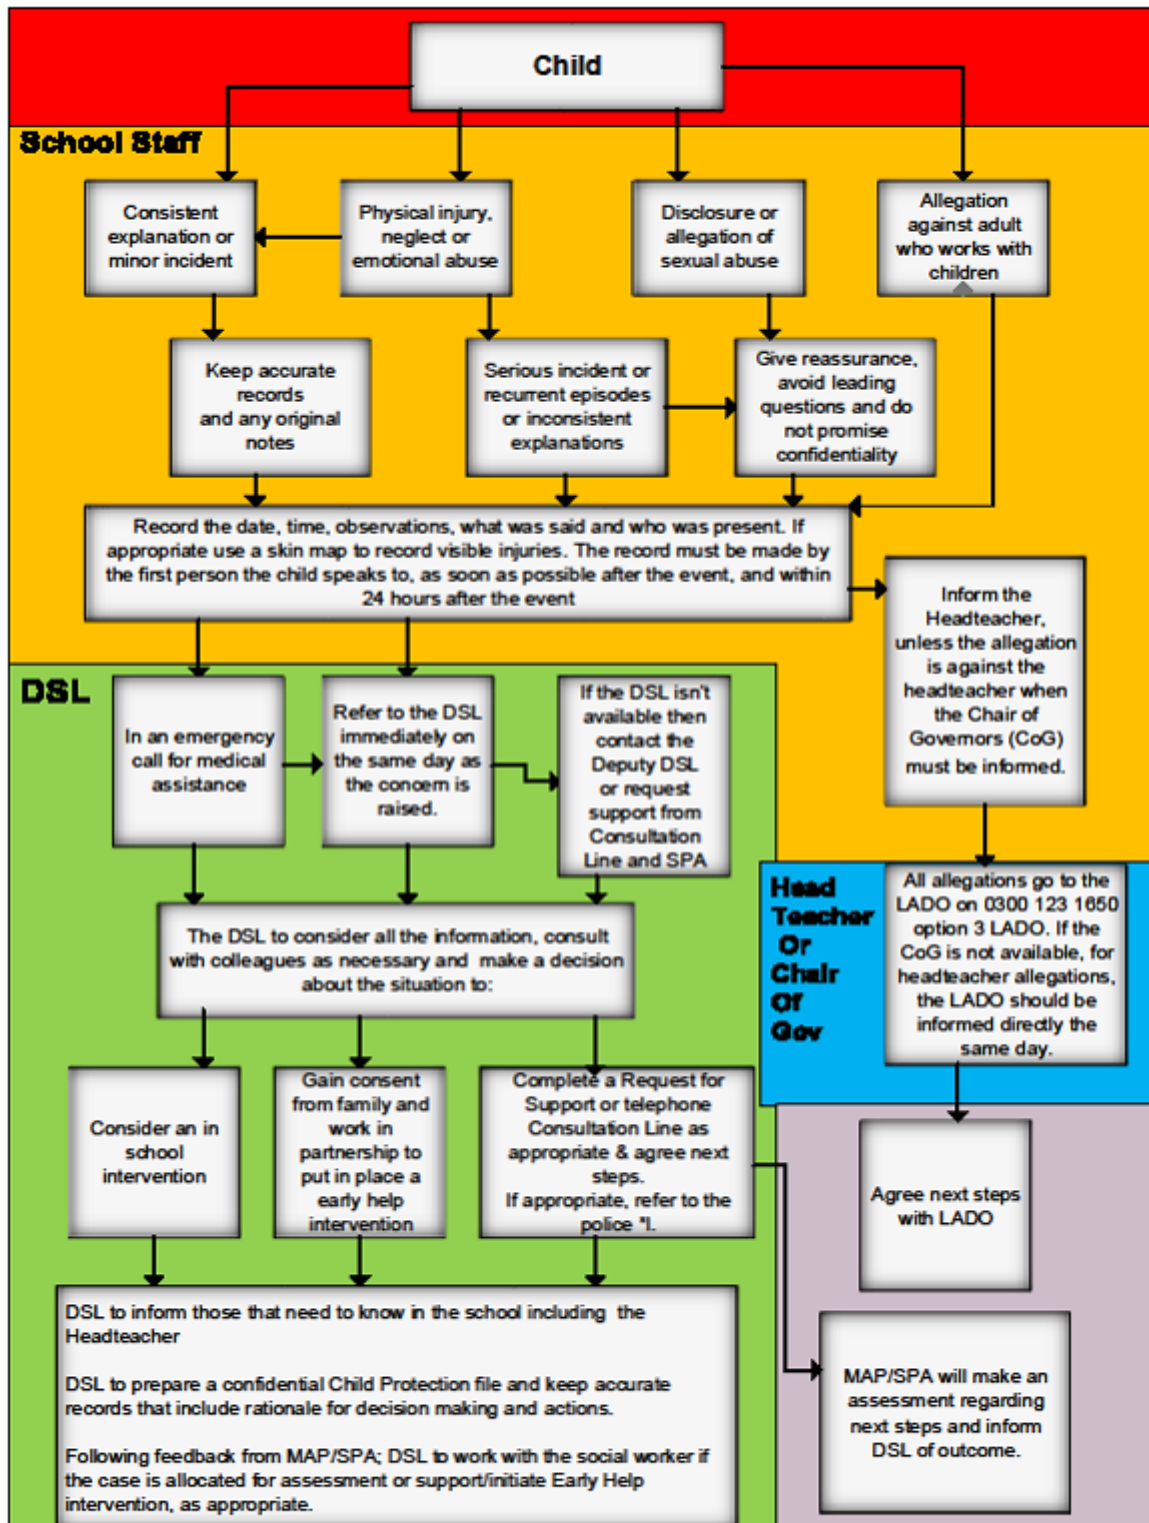 Child
School Staff
Consistent
explanation or
minor incident
Physical injury,
neglect or
emotional abuse
Disclosure or
allegation of
sexual abuse
Allegation
against adult
who works with
children
Keep accurate
records
and any original
notes
Serious incident or
recurrent episodes
or inconsistent
explanations
Give reassurance,
avoid leading
questions and do
not promise
confidentiality
Record the date, time, observations, what was said and who was present. If
appropriate use a skin map to record visible injuries. The record must be made by
the first person the child speaks to, as soon as possible after the event, and within
24 hours after the event
Inform the
Headteacher,
unless the allegation
is against the
headteacher when
the Chair of
Governors (CoG)
must be informed.
DSL
In an emergency
call for medical
assistance
Refer to the DSL
immediately on
the same day as
the concern is
raised.
If the DSL isn't
available then
contact the
Deputy DSL
or request
support from
Consultation
Line and SPA
Head
Teacher
Or
Chair
Of
Gov
All allegations go to the
LADO on 0300 123 1650
option 3 LADO. If the
CoG is not available, for
headteacher allegations,
the LADO should be
informed directly the
same day.
The DSL to consider all the information, consult
with colleagues as necessary and make a decision
about the situation to:
Consider an in
school
intervention
Gain consent
from family and
work in
partnership to
put in place a
early help
intervention
Complete a Request for
Support or telephone
Consultation Line as
appropriate & agree next
steps.
If appropriate, refer to the
police *I.
Agree next steps
with LADO
DSL to inform those that need to know in the school including the
Headteacher
DSL to prepare a confidential Child Protection file and keep accurate
records that include rationale for decision making and actions.
Following feedback from MAP/SPA; DSL to work with the social worker if
the case is allocated for assessment or support/initiate Early Help
intervention, as appropriate.
MAP/SPA will make an
assessment regarding
next steps and inform
DSL of outcome.